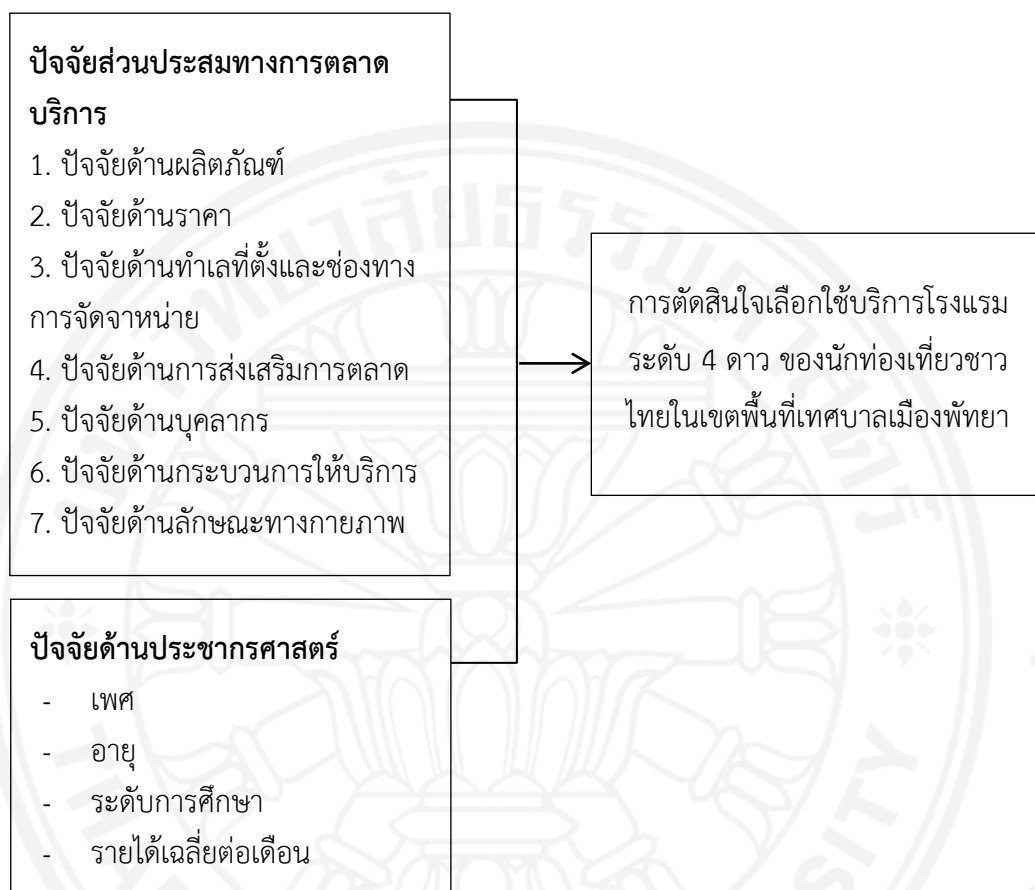 ปัจจัยส่วนประสมทางการตลาด
บริการ
1. ปัจจัยด้านผลิตภัณฑ์
2. ปัจจัยด้านราคา
3. ปัจจัยด้านทำเลที่ตั้งและช่องทาง
การจัดจาหน่าย
4. ปัจจัยด้านการส่งเสริมการตลาด
5. ปัจจัยด้านบุคลากร
6. ปัจจัยด้านกระบวนการให้บริการ
7. ปัจจัยด้านลักษณะทางกายภาพ
การตัดสินใจเลือกใช้บริการโรงแรม
ระดับ 4 ดาว ของนักท่องเที่ยวชาว
ไทยในเขตพื้นที่เทศบาลเมืองพัทยา
ปัจจัยด้านประชากรศาสตร์
- เพศ
- อายุ
- ระดับการศึกษา
- รายได้เฉลี่ยต่อเดือน